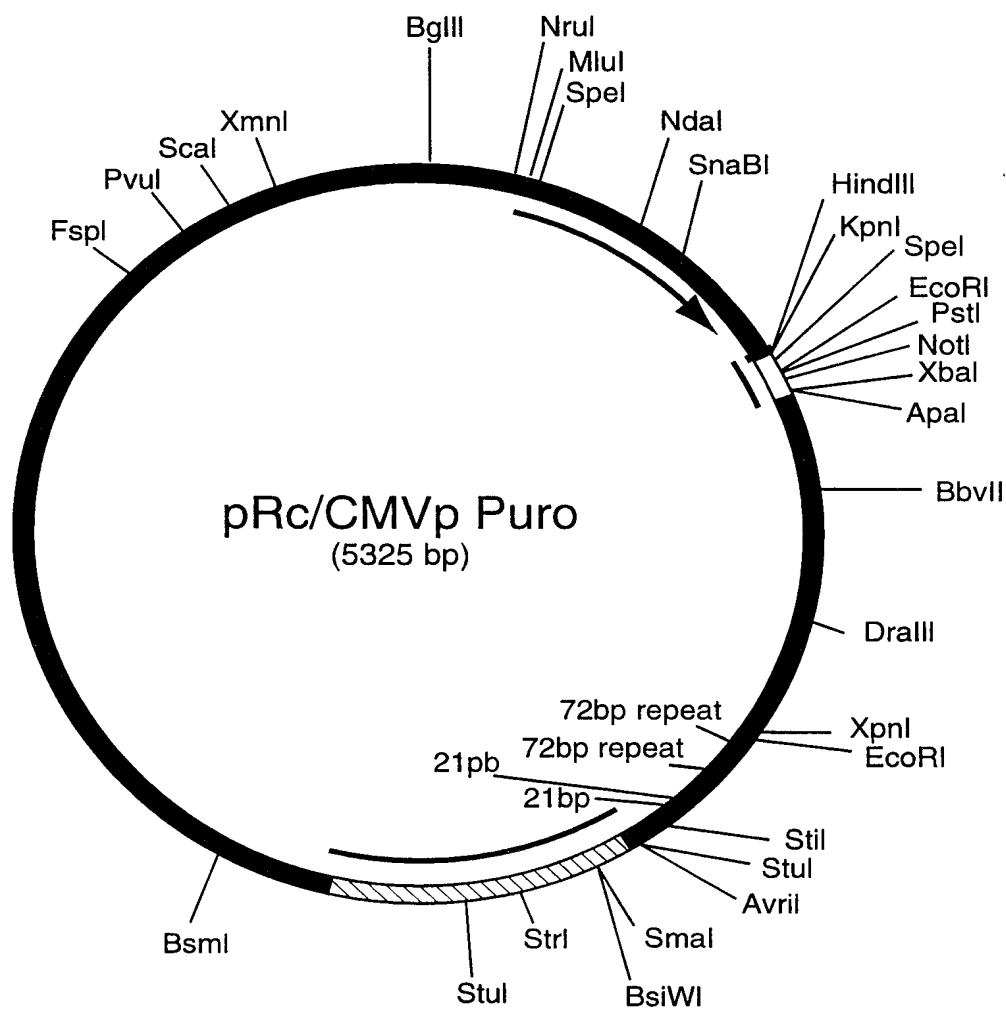 BglII
NruI
MluI
SpeI
NdaI
SnaBI
HindIII
KpnI
SpeI
EcoRI
PstI
NotI
XbaI
ApaI
BbvII
DraIII
XpnI
EcoRI
StiI
StuI
AvriI
SmaI
BsiWI
StrI
StuI
BsmI
FspI
PvuI
ScaI
XmnI
72bp repeat
72bp repeat
21pb
21bp
pRc/CMVp Puro
(5325 bp)